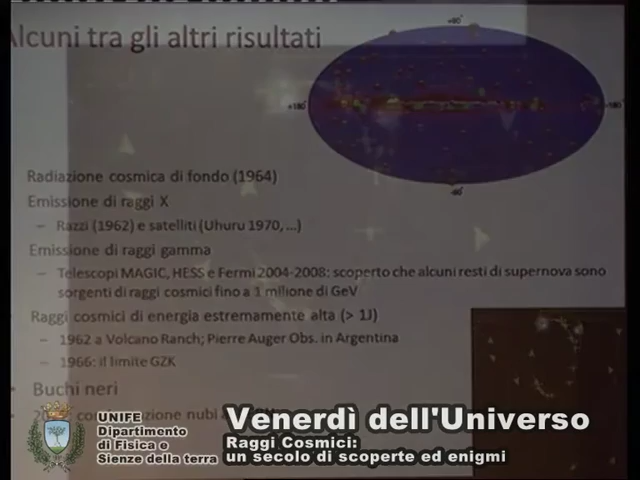 Alcuni tra gli altri risultati
+90°
+180°
-180°
-90°
Radiazione cosmica di fondo (1964)
Emissione di raggi X
– Razzi (1962) e satelliti (Uhuru 1970, ...)
Emissione di raggi gamma
– Telescopi MAGIC, HESS e Fermi 2004-2008: scoperto che alcuni resti di supernova sono
sorgenti di raggi cosmici fino a 1 milione di GeV
Raggi cosmici di energia estremamente alta (> 1J)
– 1962 a Volcano Ranch; Pierre Auger Obs. in Argentina
– 1966: il limite GZK
• Buchi neri
nubi
UNIFE
Dipartimento
di Fisica e
Sienze della terra
Venerdì dell'Universo
Raggi Cosmici:
un secolo di scoperte ed enigmi